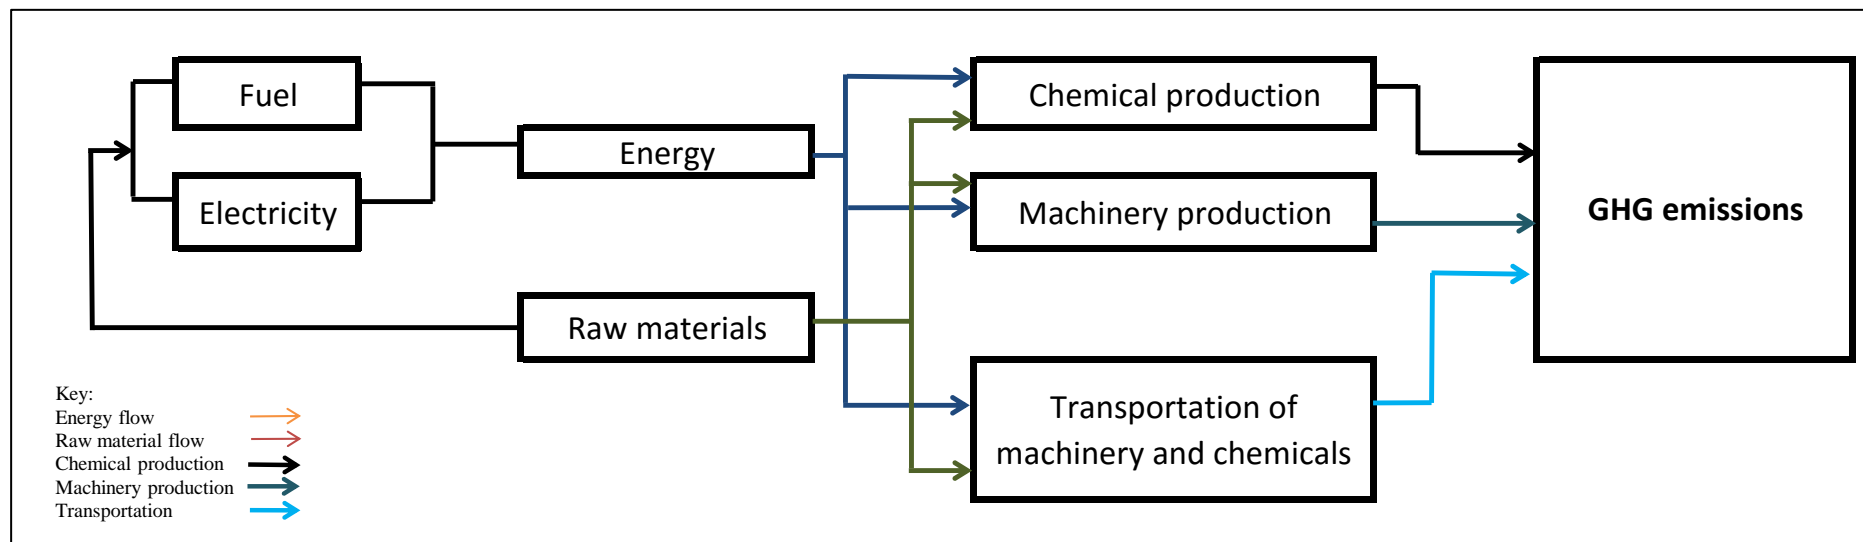 Fuel
Electricity
Energy
Raw materials
Chemical production
Machinery production
Transportation of
machinery and chemicals
GHG emissions
Key:
Energy flow
Raw material flow
Chemical production
Machinery production
Transportation